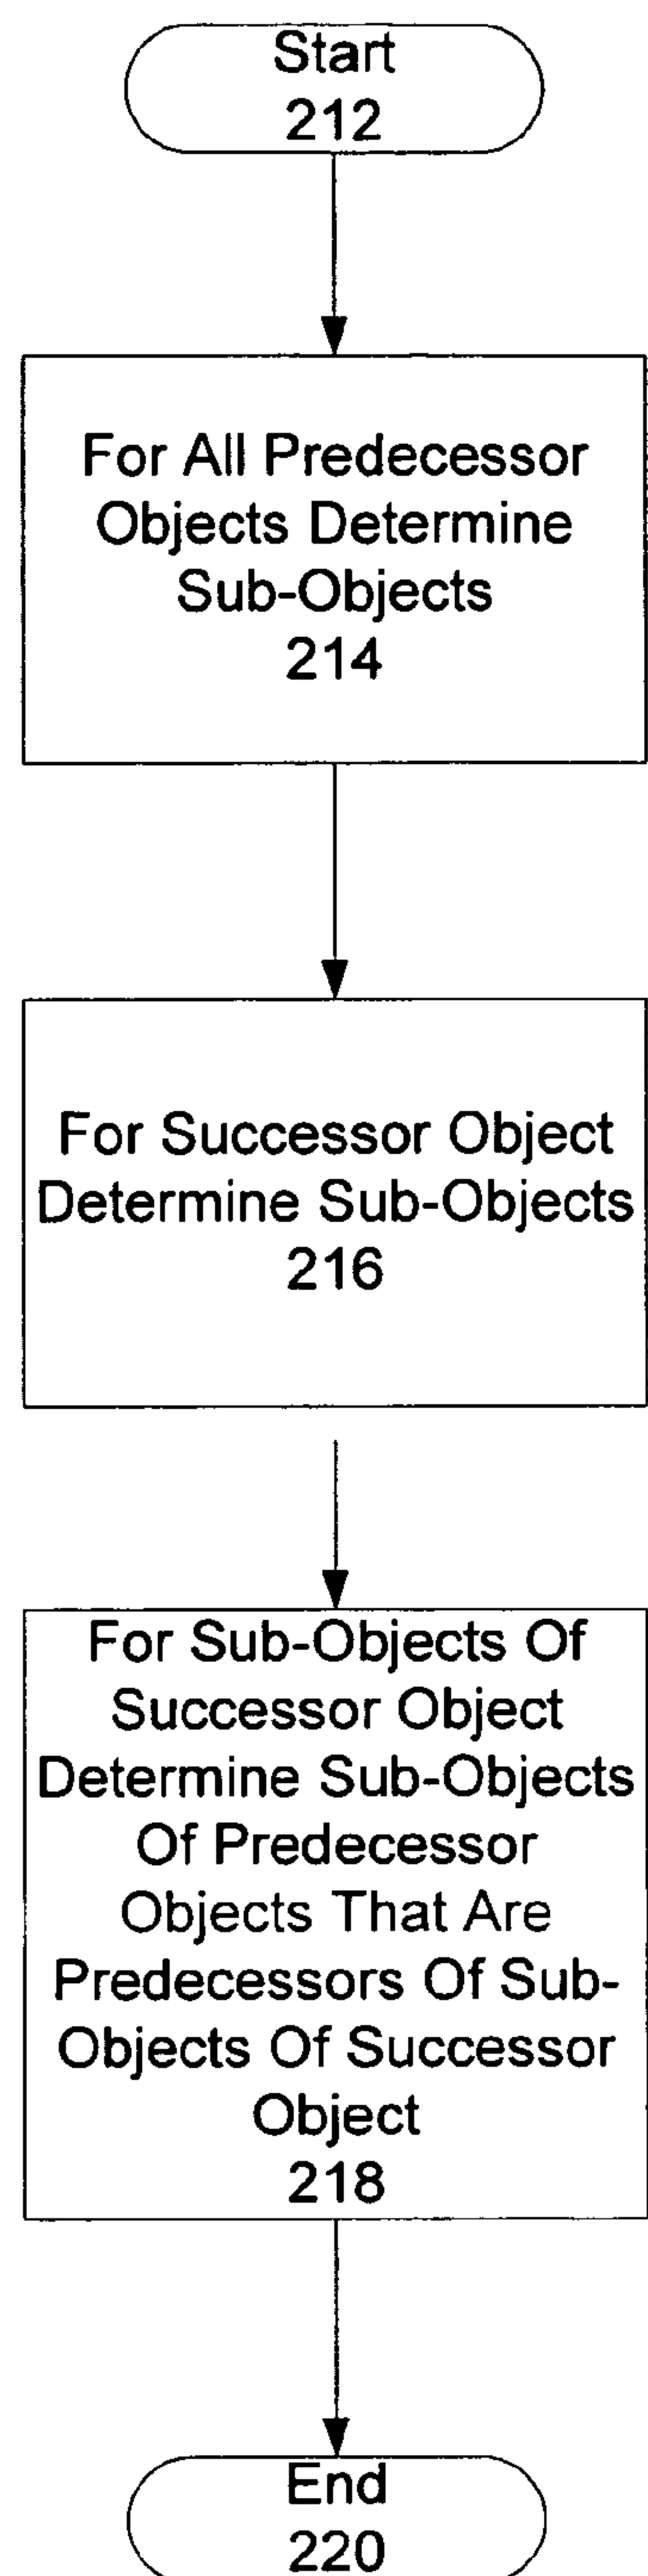 Start
212
For All Predecessor
Objects Determine
Sub-Objects
214
For Successor Object
Determine Sub-Objects
216
For Sub-Objects Of
Successor Object
Determine Sub-Objects
Of Predecessor
Objects That Are
Predecessors Of Sub-
Objects Of Successor
Object
218
End
220